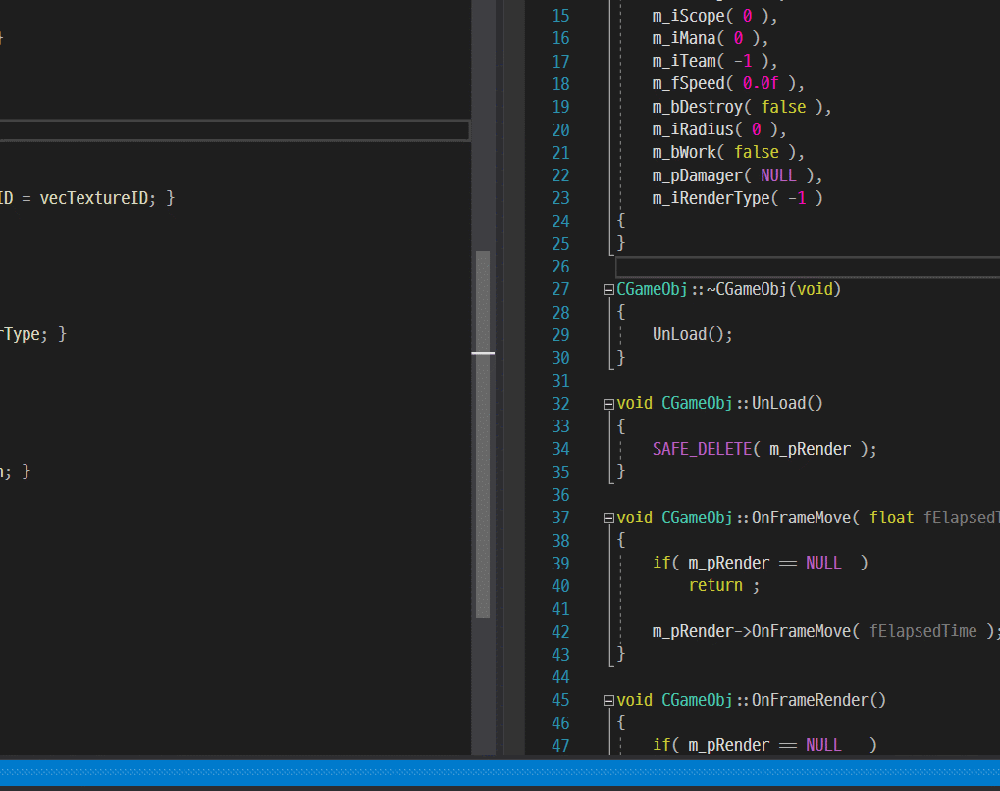 }
ID = vecTextureID; }
rType; }
; }
15 m_iScope( 0 ),
16 m_iMana( 0 ),
17 m_iTeam( -1 ),
18 m_fSpeed( 0.0f ),
19 m_bDestroy( false ),
20 m_iRadius( 0 ),
21 m_bWork( false ),
22 m_pDamager( NULL ),
23 m_iRenderType( -1 )
24 {
25 }
26
27 CGameObj::~CGameObj(void)
28 {
29 UnLoad();
30 }
31
32 void CGameObj::UnLoad()
33 {
34 SAFE_DELETE( m_pRender );
35 }
36
37 void CGameObj::OnFrameMove( float fElapsedT
38 {
39 if( m_pRender == NULL )
40 return ;
41
42 m_pRender->OnFrameMove( fElapsedTime );
43 }
44
45 void CGameObj::OnFrameRender()
46 {
47 if( m_pRender == NULL )